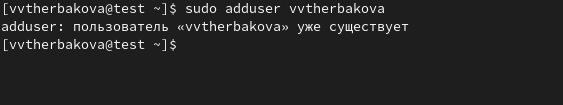 [vvtherbakova@test ~]$ sudo adduser vvtherbakova
adduser: пользователь «vvtherbakova» уже существует
[vvtherbakova@test ~]$